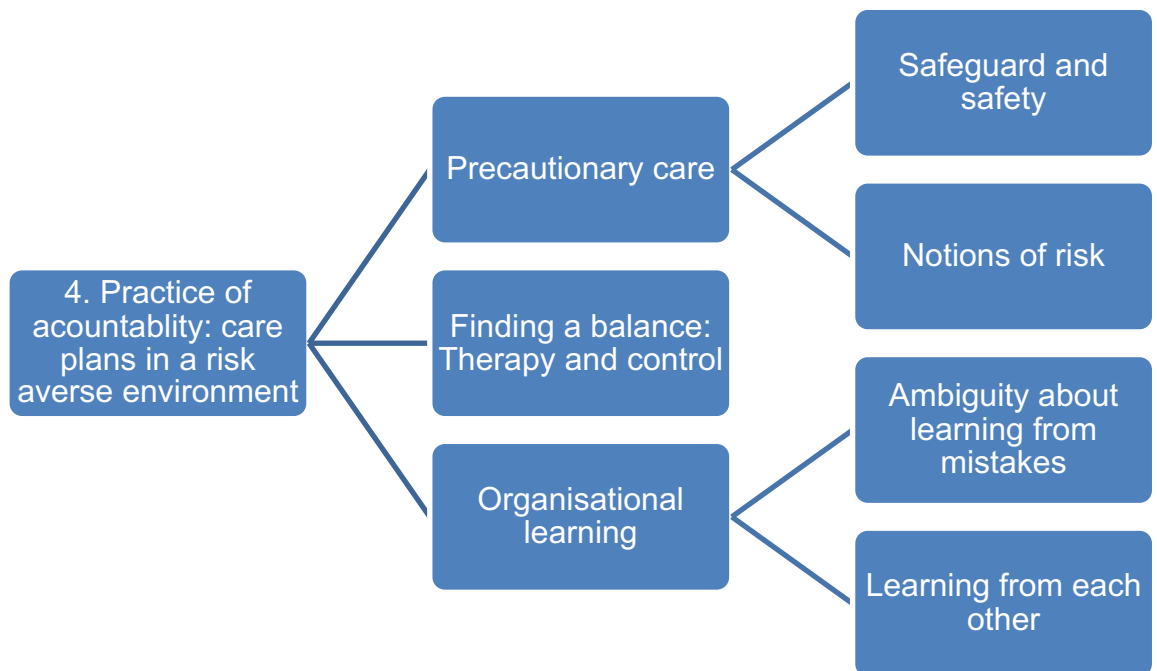 4. Practice of
acountablity: care
plans in a risk
averse environment
Precautionary care
Safeguard and
safety
Notions of risk
Finding a balance:
Therapy and control
Organisational
learning
Ambiguity about
learning from
mistakes
Learning from each
other